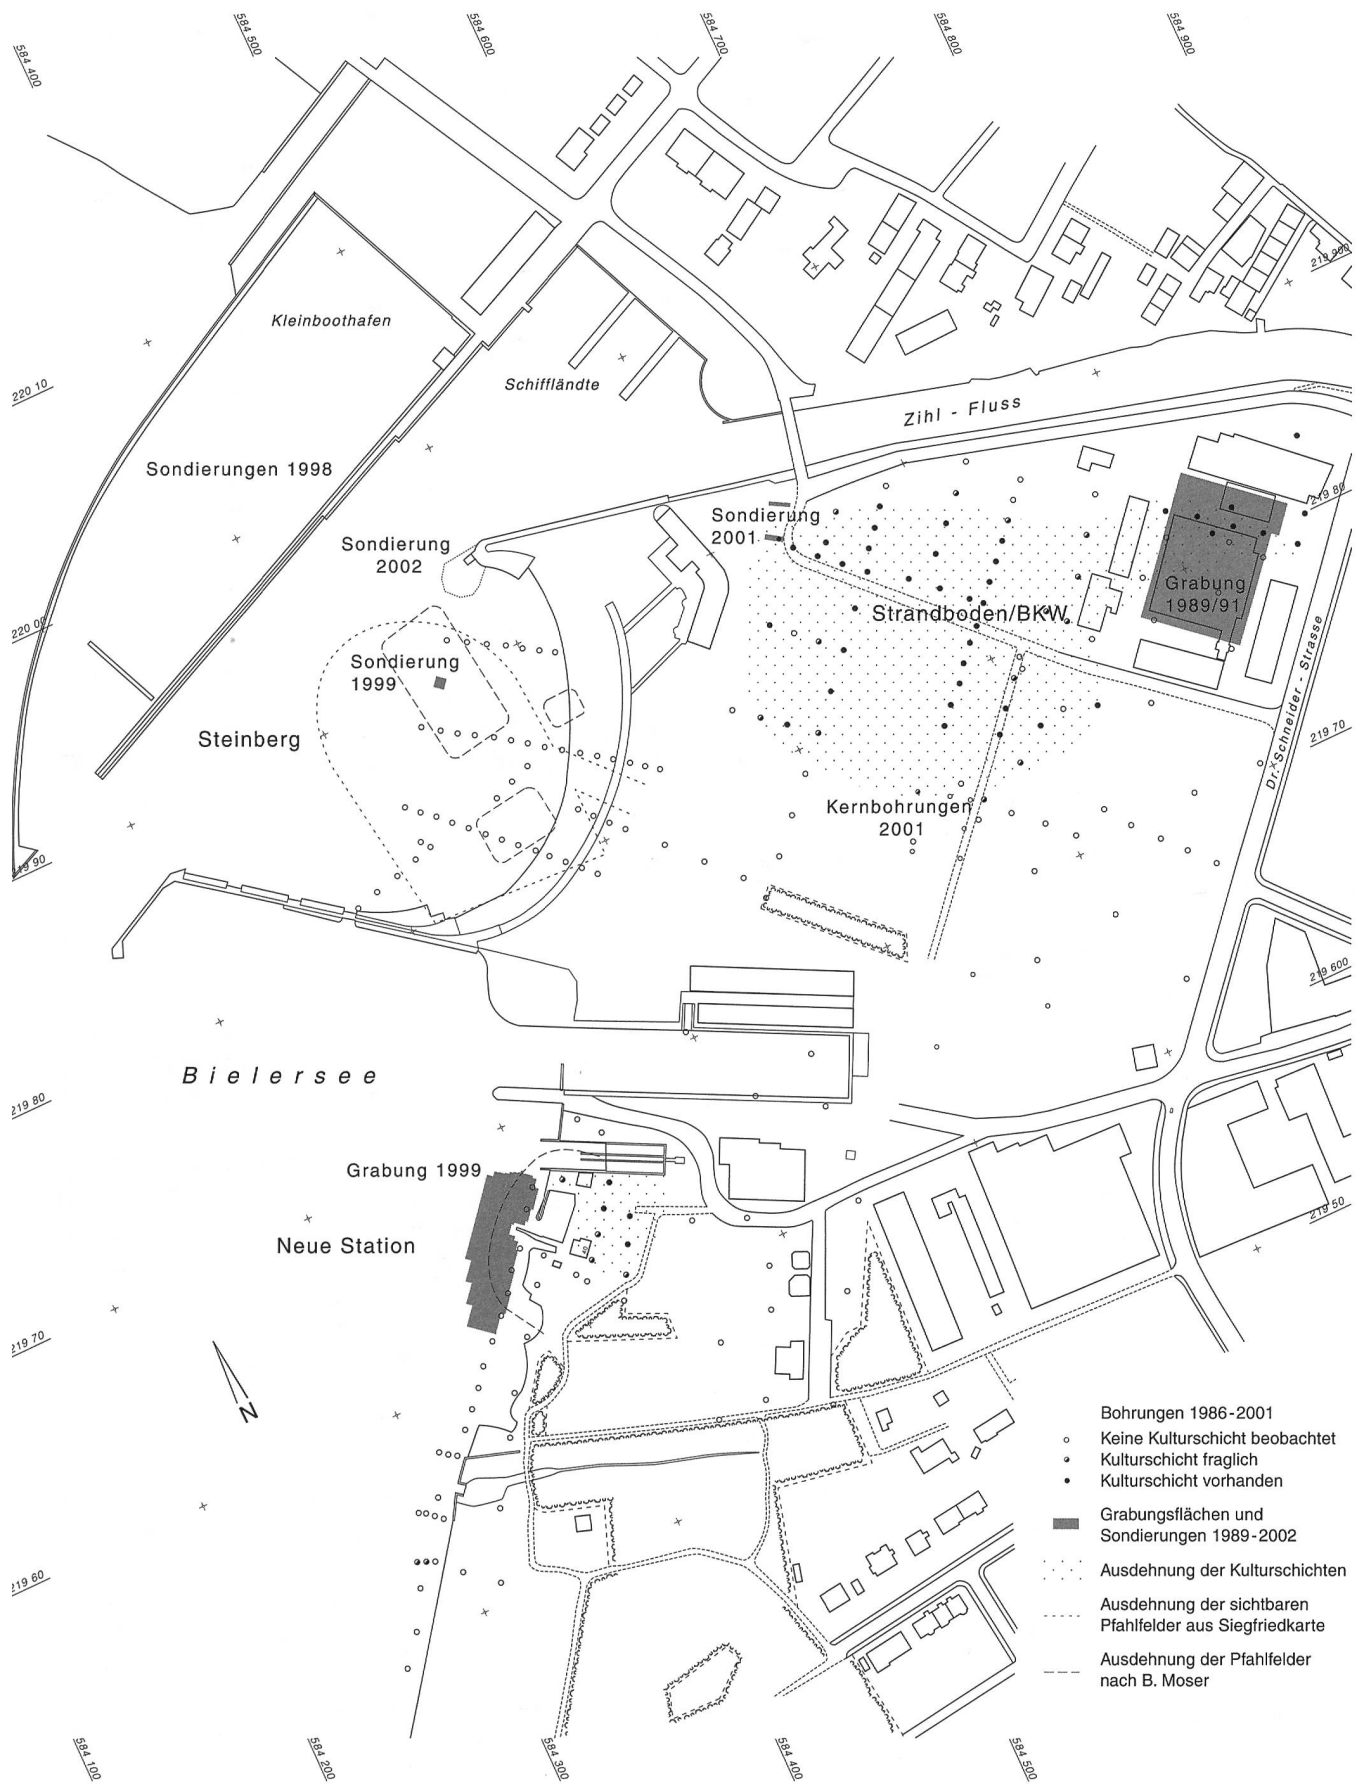 584 400
584 500
584 600
584 700
584 800
584 900
219 900
Kleinboothafen
Schifflände
220 10
Zihl - Fluss
Sondierungen 1998
219 80
Sondierung
2001
Sondierung
2002
Grabung
1989/91
Strandboden/BKW
220 00
Sondierung
1999
Dr. Schneider - Strasse
Steinberg
219 70
Kernbohrungen
2001
19 90
219 600
Bielersee
219 80
Grabung 1999
219 50
Neue Station
219 70
N
Bohrungen 1986-2001
Keine Kulturschicht beobachtet
Kulturschicht fraglich
Kulturschicht vorhanden
Grabungsflächen und
Sondierungen 1989-2002
219 60
Ausdehnung der Kulturschichten
Ausdehnung der sichtbaren
Pfahlfelder aus Siegfriedkarte
Ausdehnung der Pfahlfelder
nach B. Moser
584 100
584 200
584 300
584 400
584 500